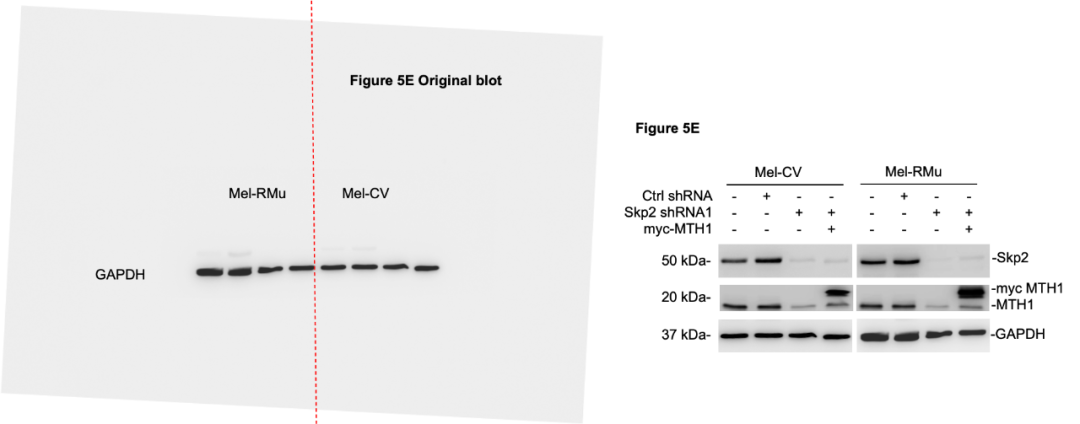 Figure 5E Original blot
Mel-RMu Mel-CV
GAPDH
Figure 5E
Mel-CV Mel-RMu
Ctrl shRNA - + - - - + - -
Skp2 shRNA1 - - + + - - + +
myc-MTH1 - - - + - - - +
50 kDa- -Skp2
20 kDa- -myc MTH1
-MTH1
37 kDa- -GAPDH